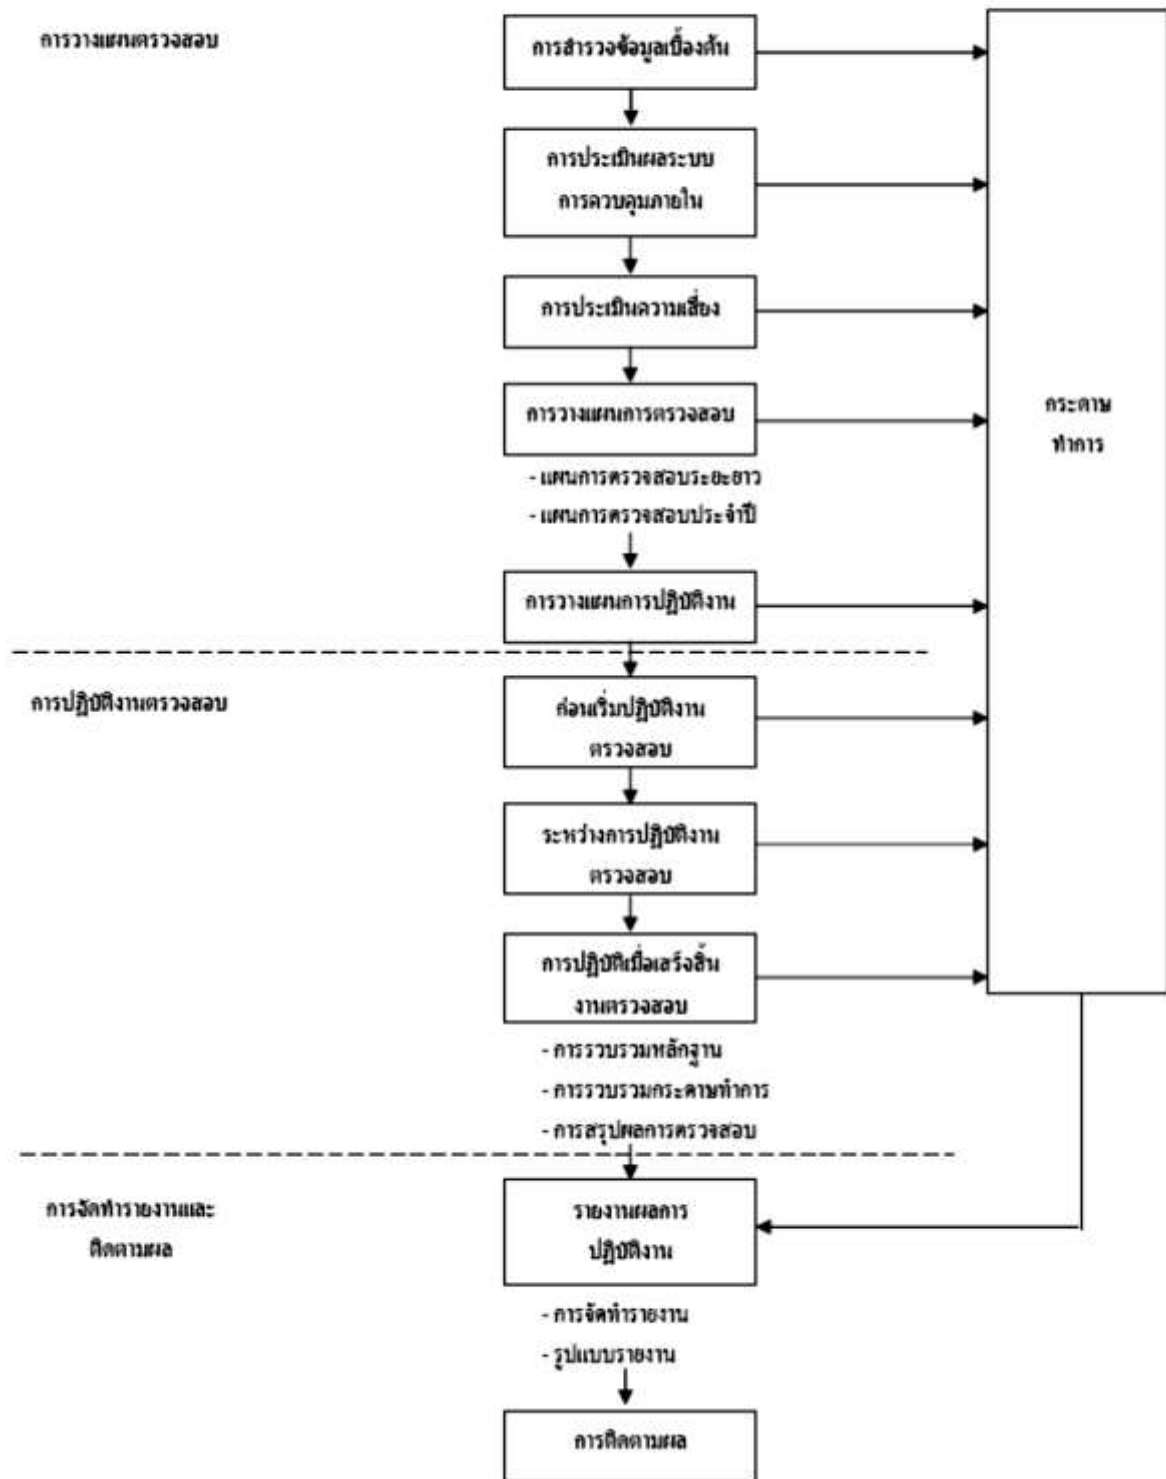 การวางแผนตรวจสอบ
การสำรวจข้อมูลเบื้องต้น
การประเมินผลระบบ
การควบคุมภายใน
การประเมินความเสี่ยง
การวางแผนการตรวจสอบ
- แผนการตรวจสอบระยะยาว
- แผนการตรวจสอบประจำปี
การวางแผนการปฏิบัติงาน
กระดาษ
ทำการ
การปฏิบัติงานตรวจสอบ
ก่อนเริ่มปฏิบัติงาน
ตรวจสอบ
ระหว่างการปฏิบัติงาน
ตรวจสอบ
การปฏิบัติเมื่อเสร็จสิ้น
งานตรวจสอบ
- การรวบรวมหลักฐาน
- การรวบรวมกระดาษทำการ
- การสรุปผลการตรวจสอบ
การจัดทำรายงานและ
ติดตามผล
รายงานผลการ
ปฏิบัติงาน
- การจัดทำรายงาน
- รูปแบบรายงาน
การติดตามผล